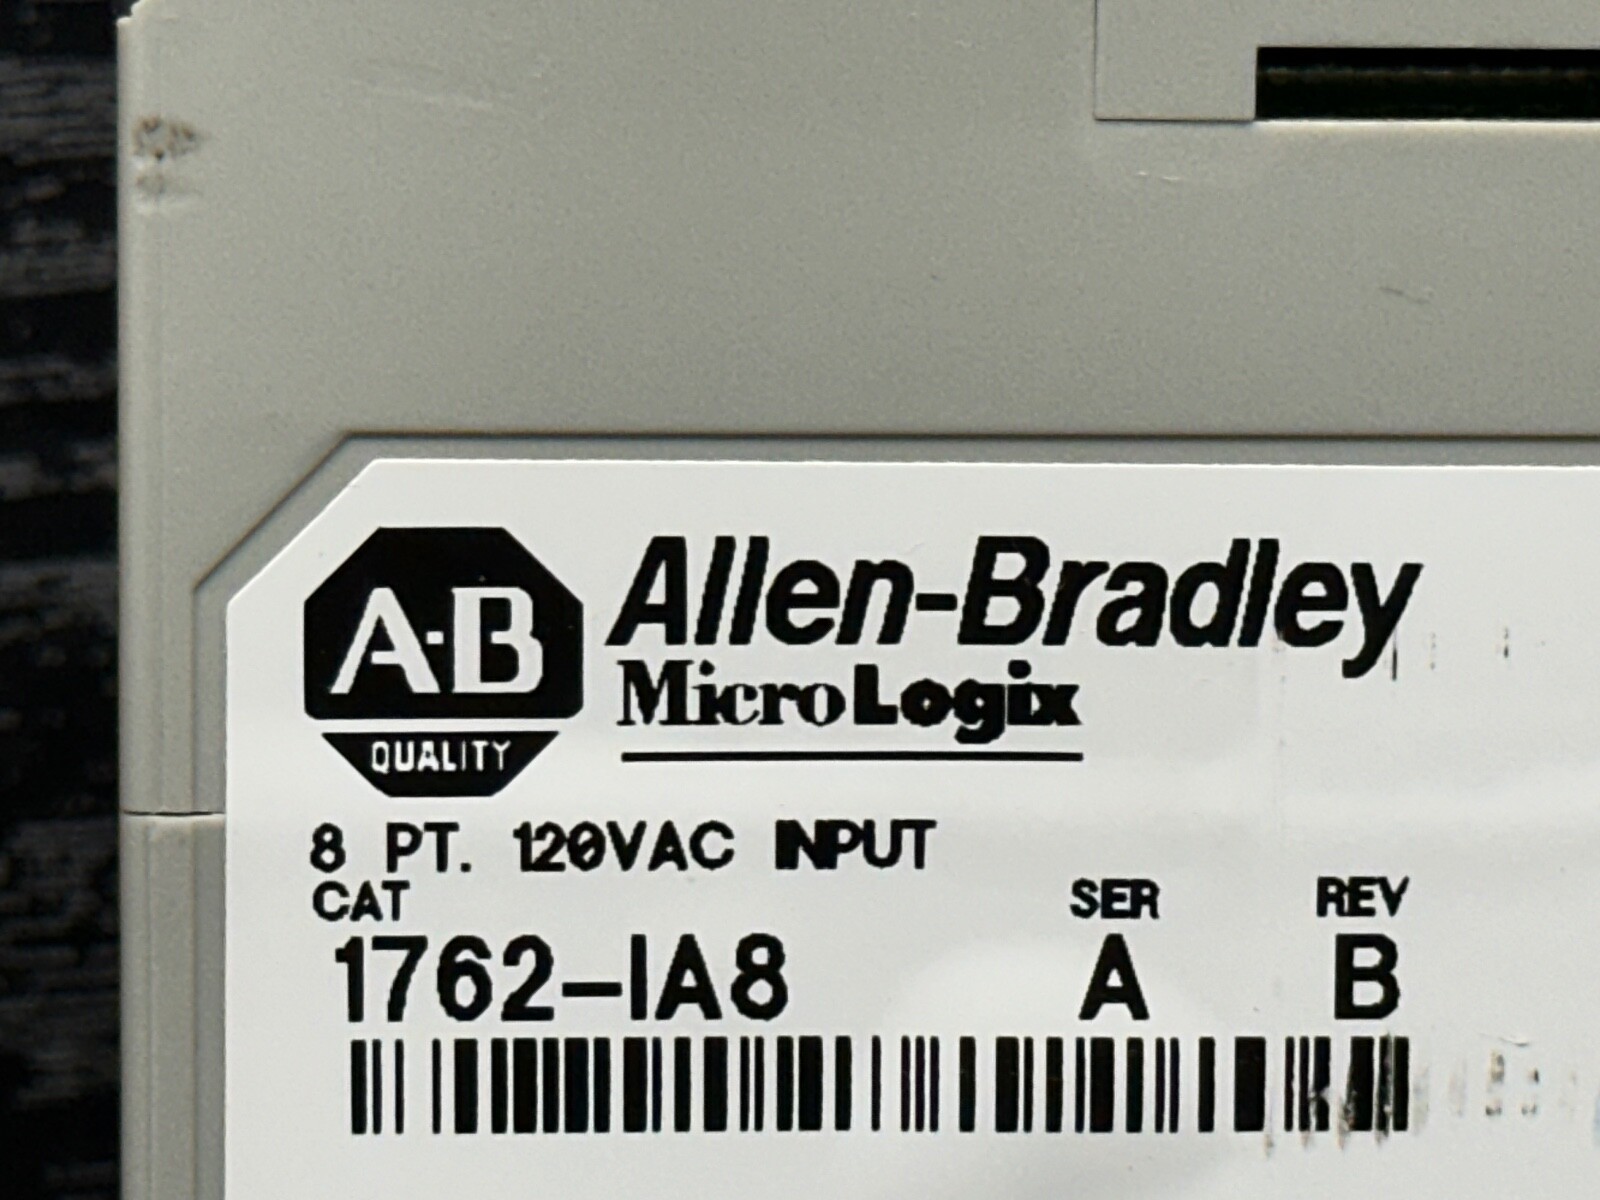 A-B
QUALITY
Allen-Bradley
MicroLogix
8 PT. 120VAC INPUT
CAT SER REV
1762-IA8 A B